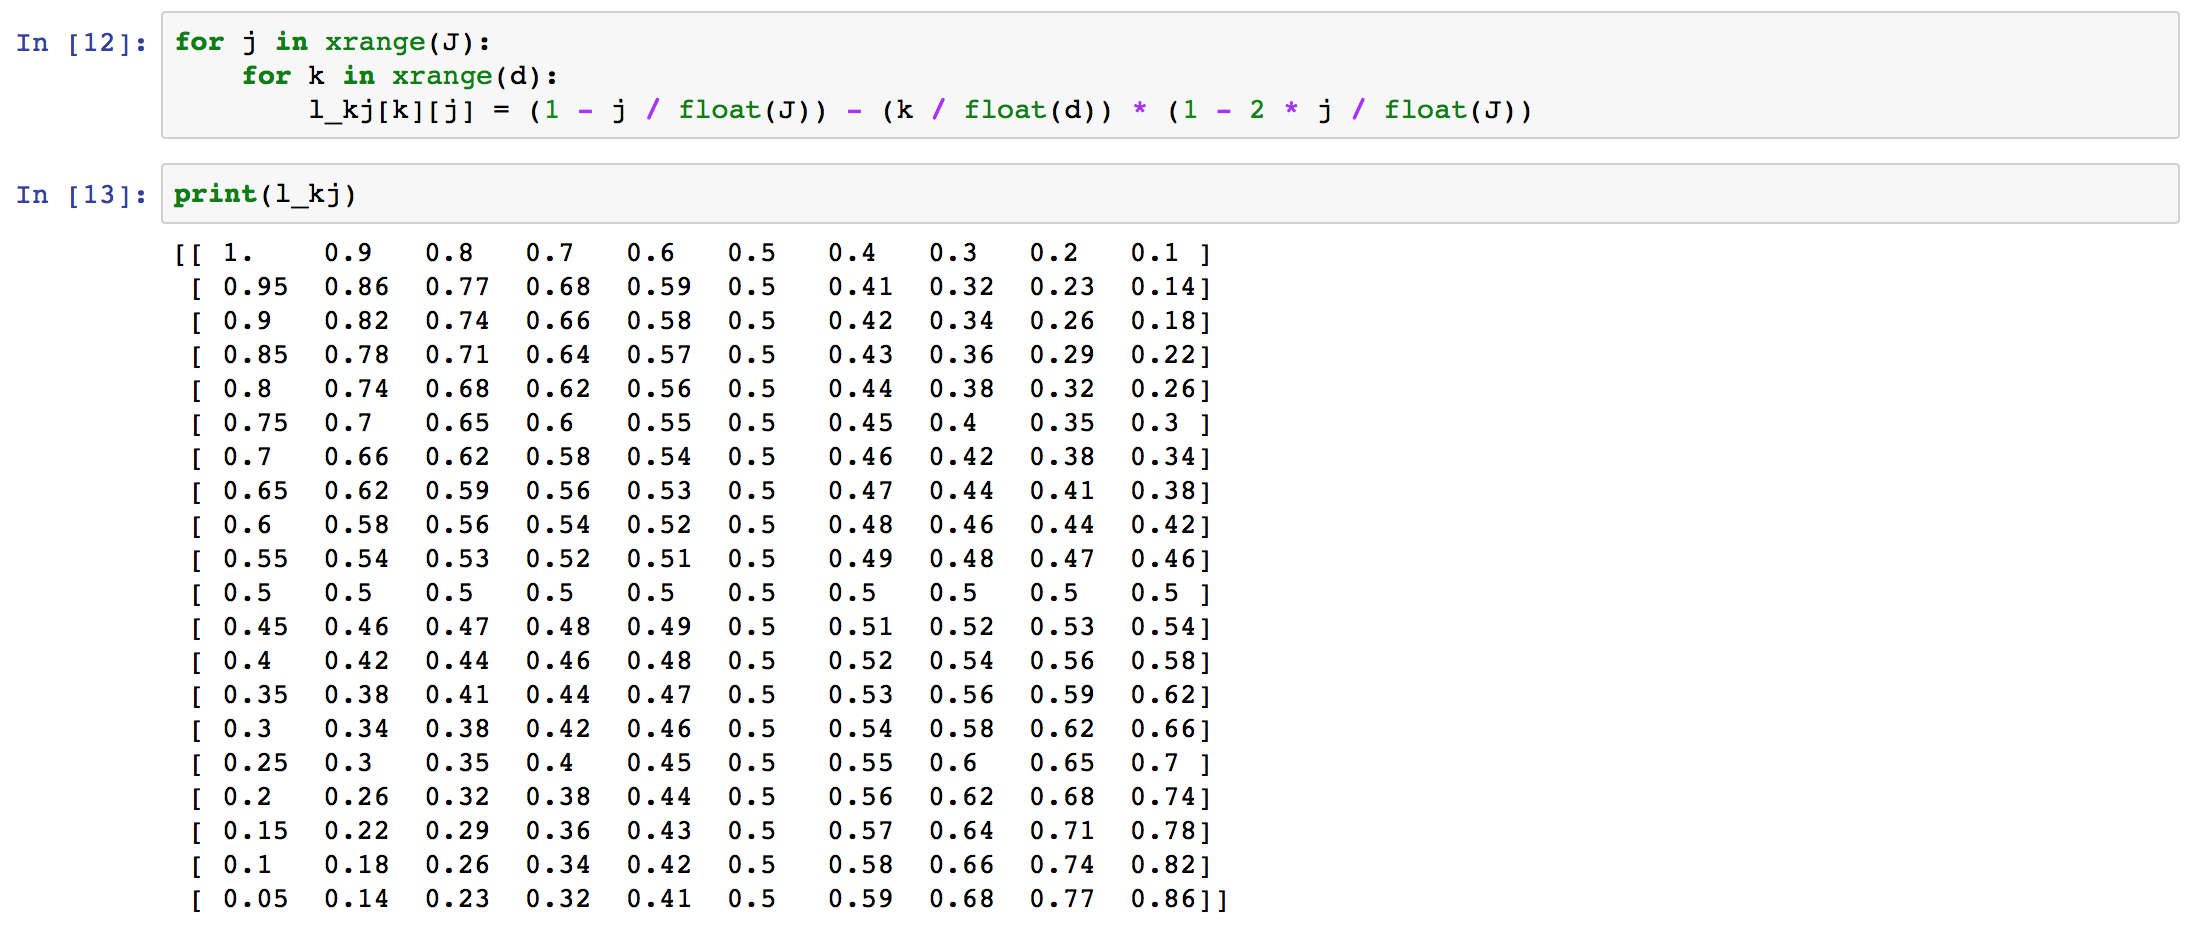 In [12]: for j in xrange(J):
    for k in xrange(d):
        l_kj[k][j] = (1 - j / float(J)) - (k / float(d)) * (1 - 2 * j / float(J))
In [13]: print(l_kj)
[[ 1.    0.9   0.8   0.7   0.6   0.5   0.4   0.3   0.2   0.1 ]
 [ 0.95  0.86  0.77  0.68  0.59  0.5   0.41  0.32  0.23  0.14]
 [ 0.9   0.82  0.74  0.66  0.58  0.5   0.42  0.34  0.26  0.18]
 [ 0.85  0.78  0.71  0.64  0.57  0.5   0.43  0.36  0.29  0.22]
 [ 0.8   0.74  0.68  0.62  0.56  0.5   0.44  0.38  0.32  0.26]
 [ 0.75  0.7   0.65  0.6   0.55  0.5   0.45  0.4   0.35  0.3 ]
 [ 0.7   0.66  0.62  0.58  0.54  0.5   0.46  0.42  0.38  0.34]
 [ 0.65  0.62  0.59  0.56  0.53  0.5   0.47  0.44  0.41  0.38]
 [ 0.6   0.58  0.56  0.54  0.52  0.5   0.48  0.46  0.44  0.42]
 [ 0.55  0.54  0.53  0.52  0.51  0.5   0.49  0.48  0.47  0.46]
 [ 0.5   0.5   0.5   0.5   0.5   0.5   0.5   0.5   0.5   0.5 ]
 [ 0.45  0.46  0.47  0.48  0.49  0.5   0.51  0.52  0.53  0.54]
 [ 0.4   0.42  0.44  0.46  0.48  0.5   0.52  0.54  0.56  0.58]
 [ 0.35  0.38  0.41  0.44  0.47  0.5   0.53  0.56  0.59  0.62]
 [ 0.3   0.34  0.38  0.42  0.46  0.5   0.54  0.58  0.62  0.66]
 [ 0.25  0.3   0.35  0.4   0.45  0.5   0.55  0.6   0.65  0.7 ]
 [ 0.2   0.26  0.32  0.38  0.44  0.5   0.56  0.62  0.68  0.74]
 [ 0.15  0.22  0.29  0.36  0.43  0.5   0.57  0.64  0.71  0.78]
 [ 0.1   0.18  0.26  0.34  0.42  0.5   0.58  0.66  0.74  0.82]
 [ 0.05  0.14  0.23  0.32  0.41  0.5   0.59  0.68  0.77  0.86]]